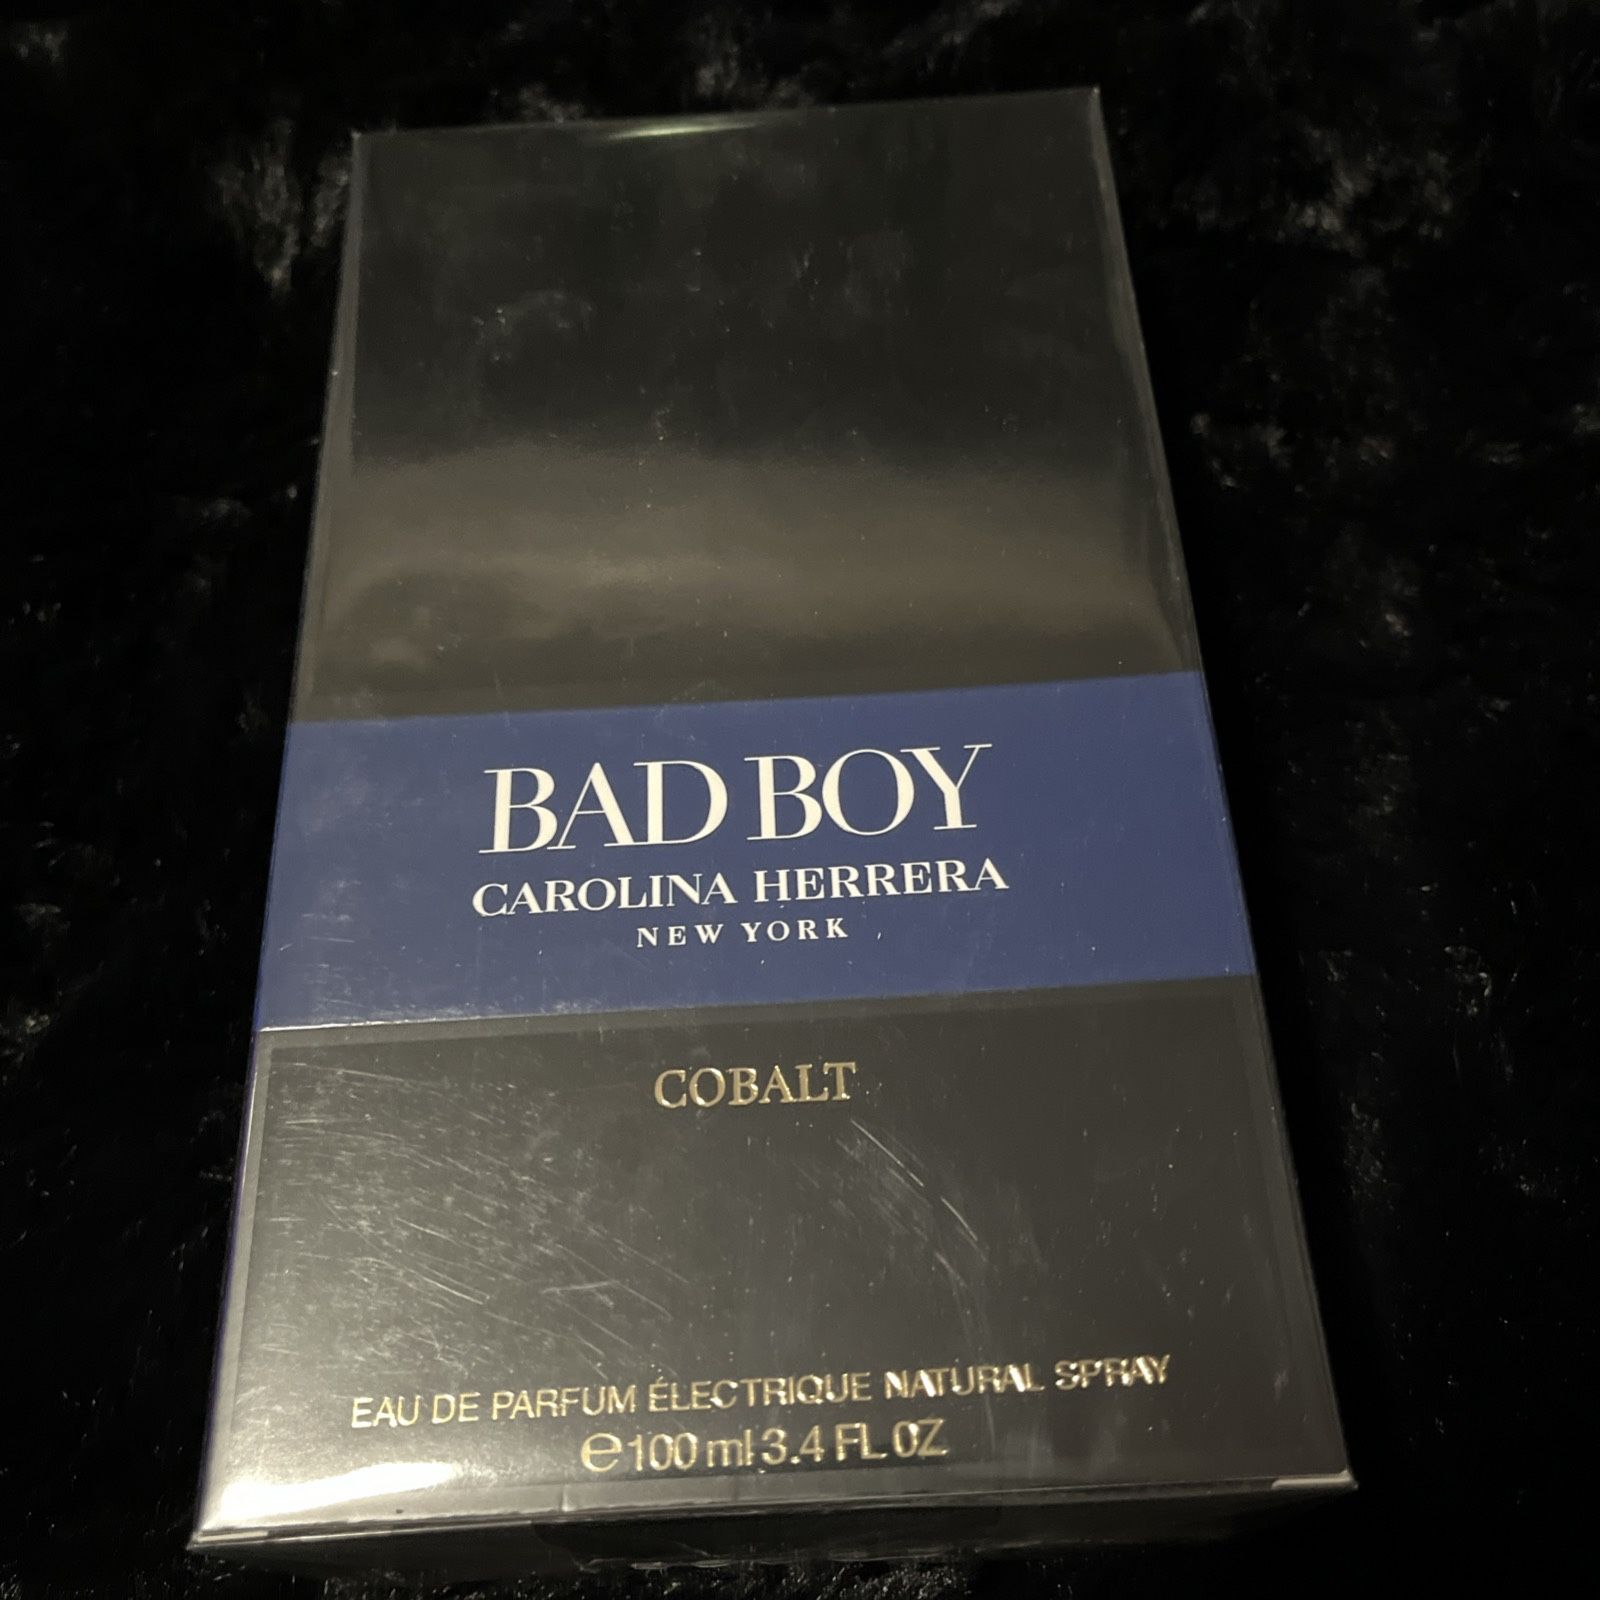 BAD BOY
CAROLINA HERRERA
NEW YORK
COBALT
EAU DE PARFUM ÉLECTRIQUE NATURAL SPRAY
℮100 ml 3.4 FL OZ